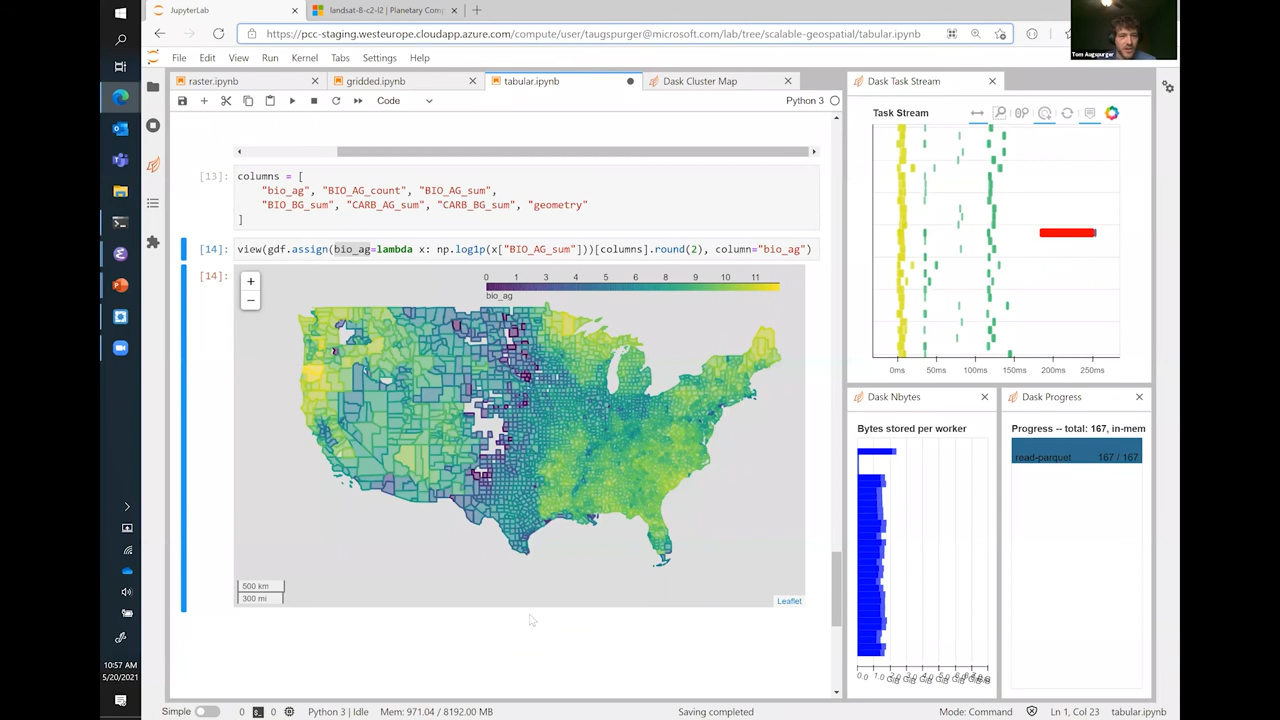 JupyterLab
landsat-8-c2-l2 | Planetary Com
https://pcc-staging.westeurope.cloudapp.azure.com/compute/user/taugspurger@microsoft.com/lab/tree/scalable-geospatial/tabular.ipynb
Tom Augspurger
File Edit View Run Kernel Tabs Settings Help
raster.ipynb
gridded.ipynb
tabular.ipynb
Dask Cluster Map
Dask Task Stream
Code
Python 3
Task Stream
[13]:
columns = [
"bio_ag", "BIO_AG_count", "BIO_AG_sum",
"BIO_BG_sum", "CARB_AG_sum", "CARB_BG_sum", "geometry"
]
[14]:
view(gdf.assign(bio_ag=lambda x: np.log1p(x["BIO_AG_sum"]))[columns].round(2), column="bio_ag")
[14]:
+
−
0 1 3 4 5 6 7 8 10 11
bio_ag
500 km
300 mi
Leaflet
0ms 50ms 100ms 150ms 200ms 250ms
Dask Nbytes
Dask Progress
Bytes stored per worker
Progress -- total: 167, in-mem
read-parquet 167 / 167
0.0
10:57 AM
5/20/2021
Simple
0
0
Python 3 | Idle
Mem: 971.04 / 8192.00 MB
Saving completed
Mode: Command
Ln 1, Col 23
tabular.ipynb